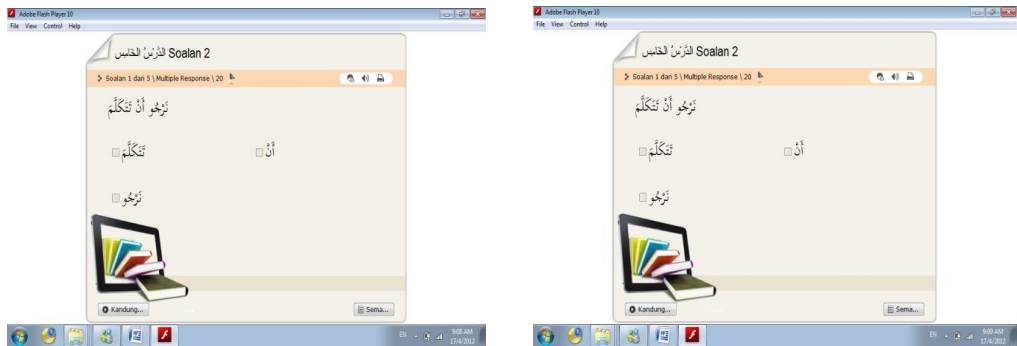 Adobe Flash Player 10
File View Control Help
Soalan 2 الدَّرْسُ الخَامِس
Soalan 1 dari 5 \ Multiple Response \ 20
نَرْجُو أَنْ تَتَكَلَّمَ
تَتَكَلَّمَ
أَنْ
نَرْجُو
Kandung...
Sema...
EN
9:08 AM
17/4/2012
Adobe Flash Player 10
File View Control Help
Soalan 2 الدَّرْسُ الخَامِس
Soalan 1 dari 5 \ Multiple Response \ 20
نَرْجُو أَنْ تَتَكَلَّمَ
تَتَكَلَّمَ
أَنْ
نَرْجُو
Kandung...
Sema...
EN
9:09 AM
17/4/2012